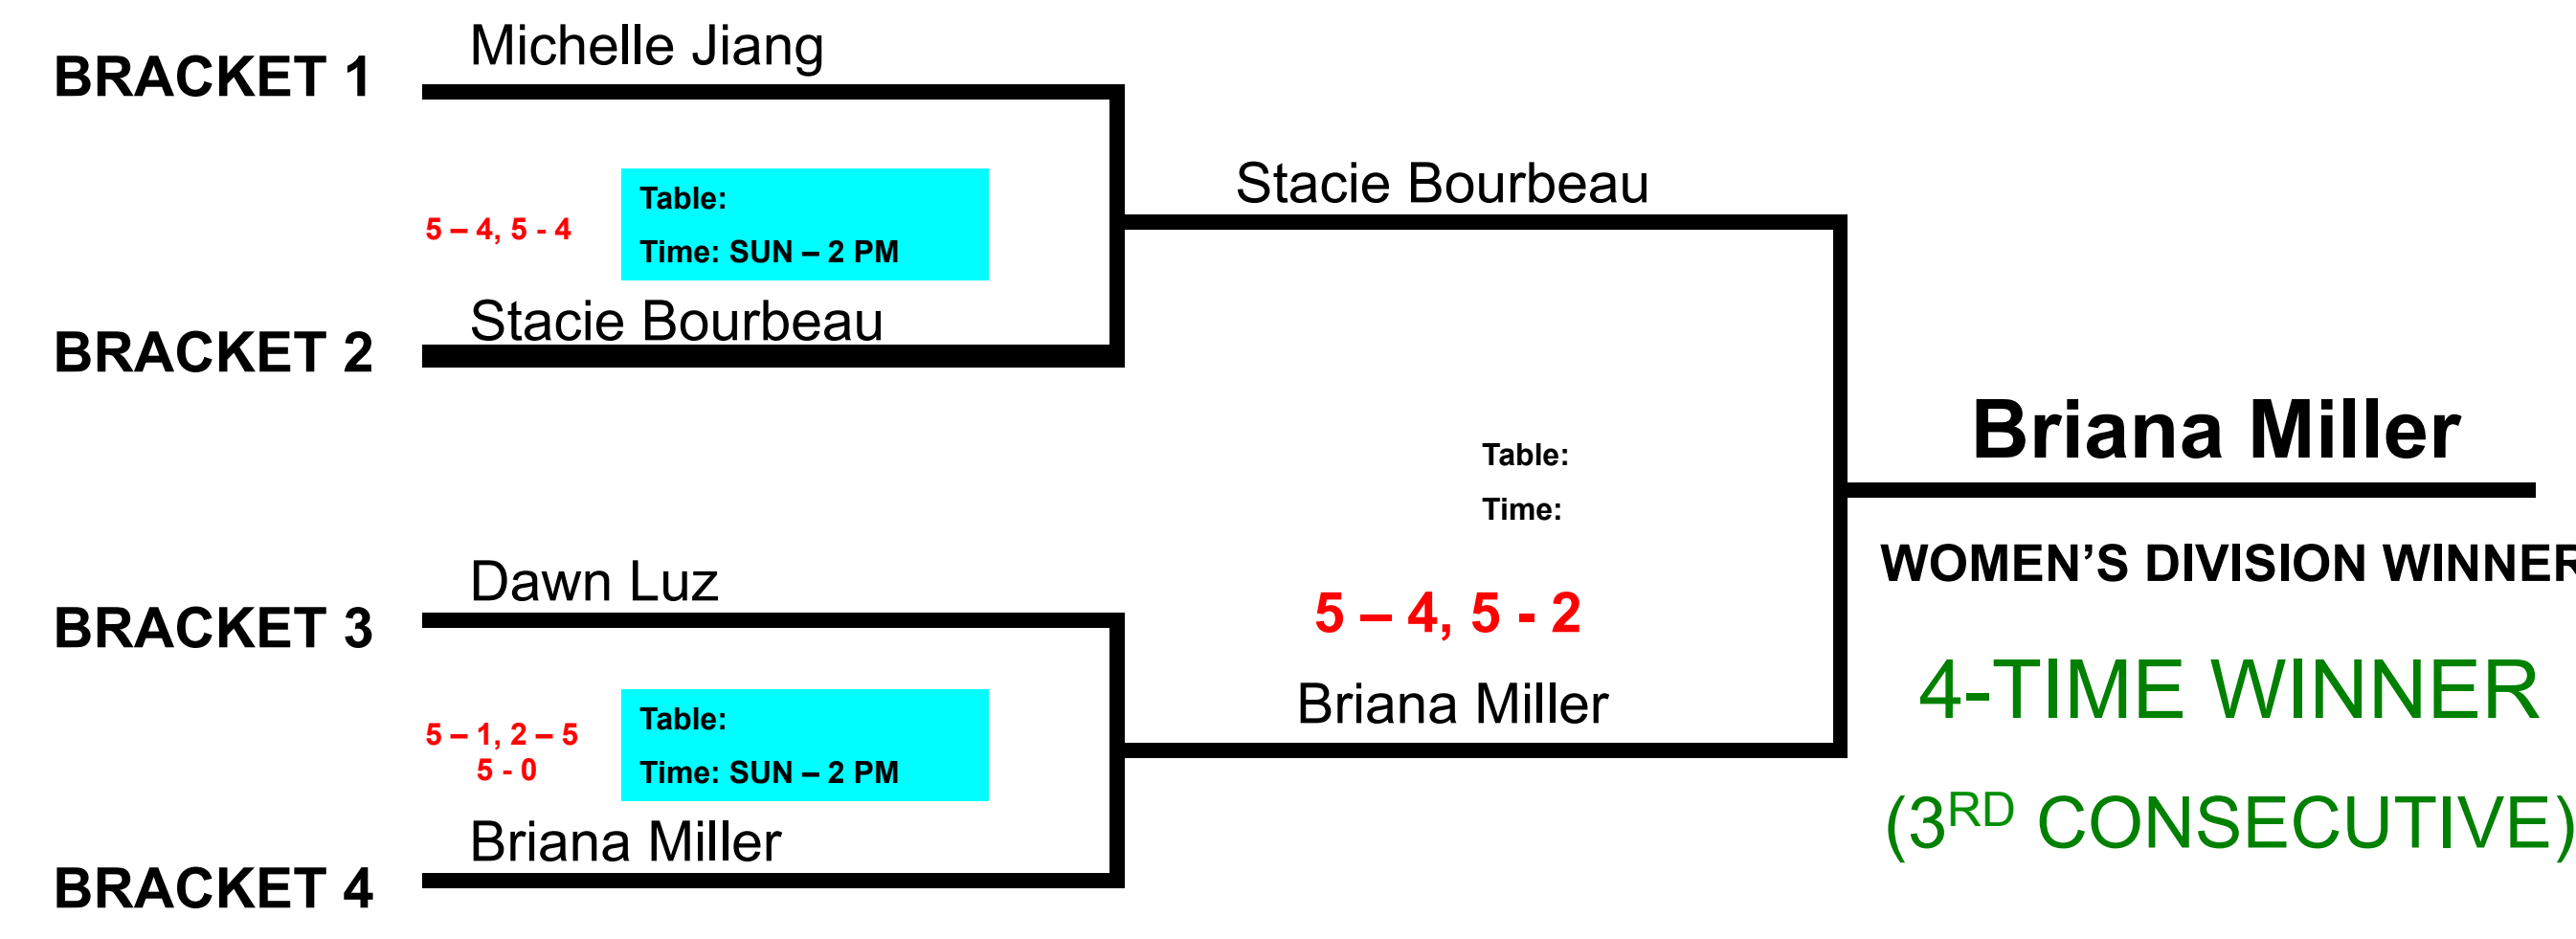 Michelle Jiang
BRACKET 1
5 – 4, 5 - 4
Table:
Time: SUN – 2 PM
Stacie Bourbeau
BRACKET 2
Stacie Bourbeau
Table:
Time:
5 – 4, 5 - 2
Briana Miller
Dawn Luz
BRACKET 3
5 – 1, 2 – 5
5 - 0
Table:
Time: SUN – 2 PM
Briana Miller
BRACKET 4
Briana Miller
WOMEN’S DIVISION WINNER
4-TIME WINNER
(3RD CONSECUTIVE)